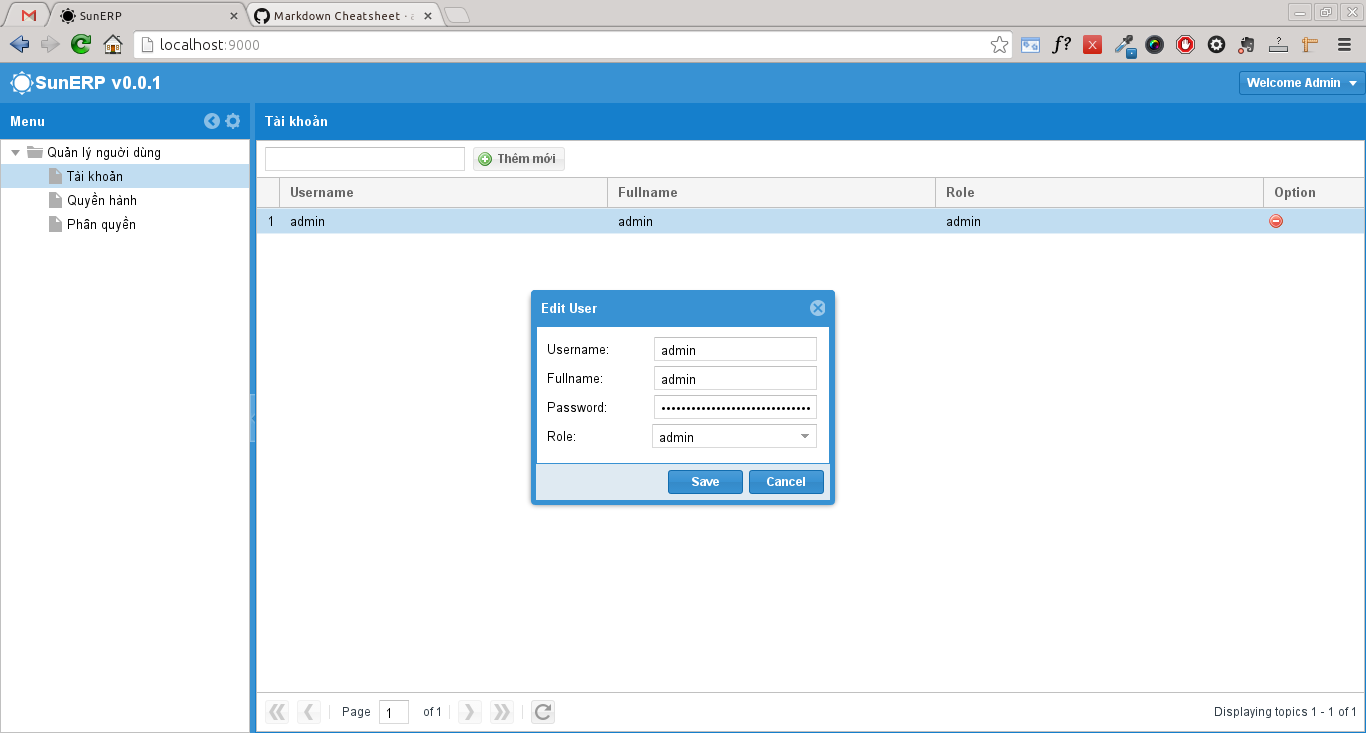 SunERP
Markdown Cheatsheet · a
localhost:9000
f?
SunERP v0.0.1
Welcome Admin
Menu
Tài khoản
Quản lý người dùng
Tài khoản
Quyền hành
Phân quyền
Thêm mới
Username Fullname Role Option
1 admin admin admin
Edit User
Username: admin
Fullname: admin
Password: ••••••••••••••••••••••••••••••
Role: admin
Save Cancel
Page 1 of 1
Displaying topics 1 - 1 of 1